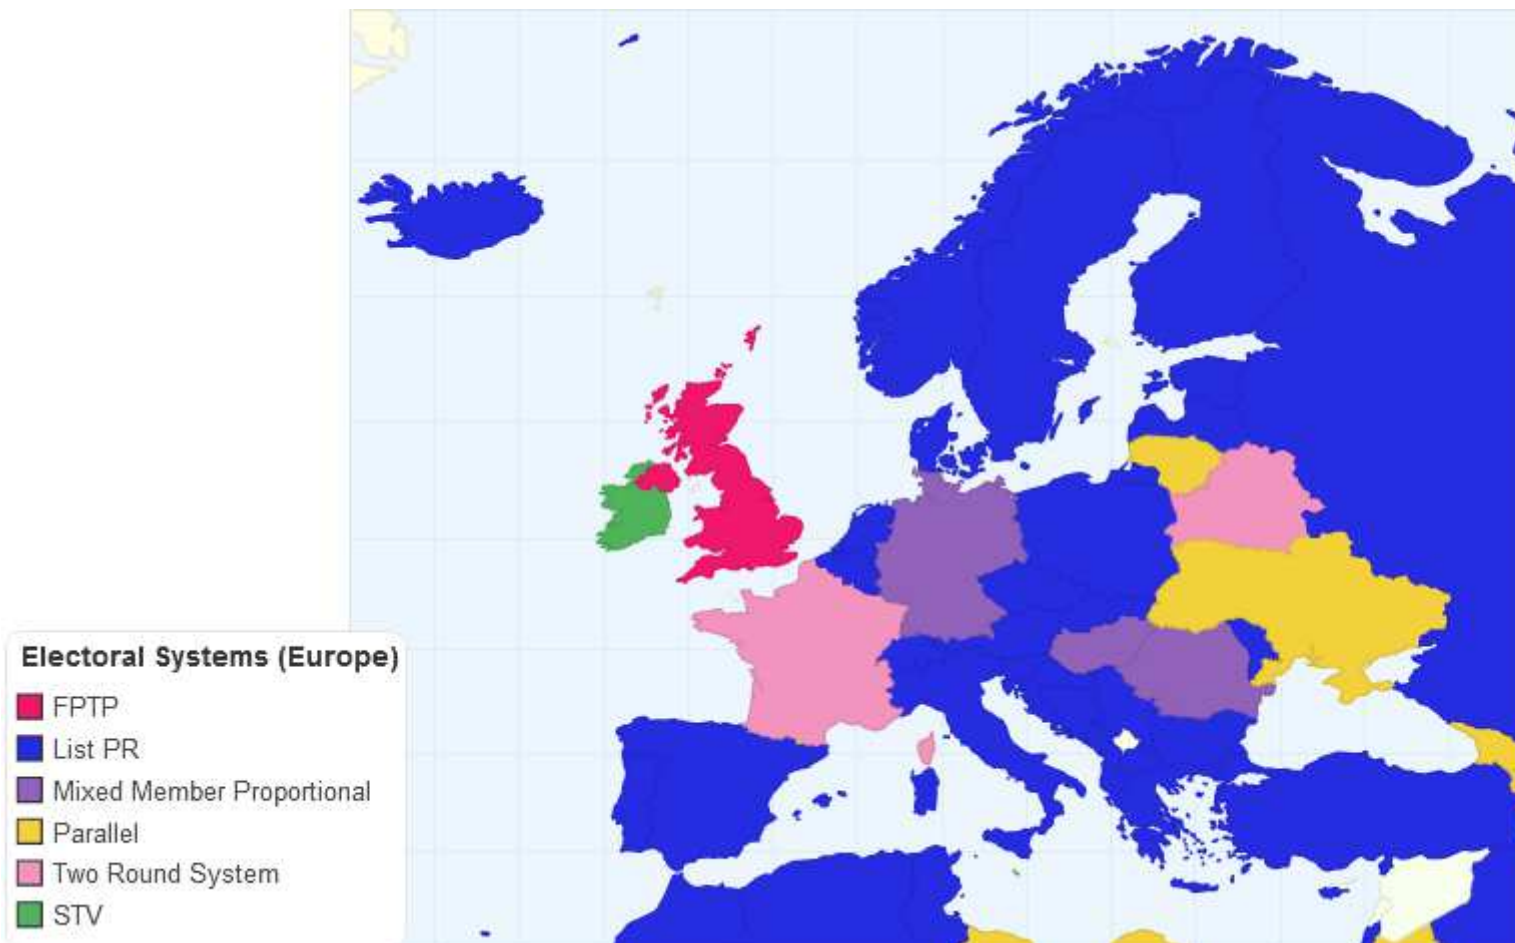 Electoral Systems (Europe)
FPTP
List PR
Mixed Member Proportional
Parallel
Two Round System
STV